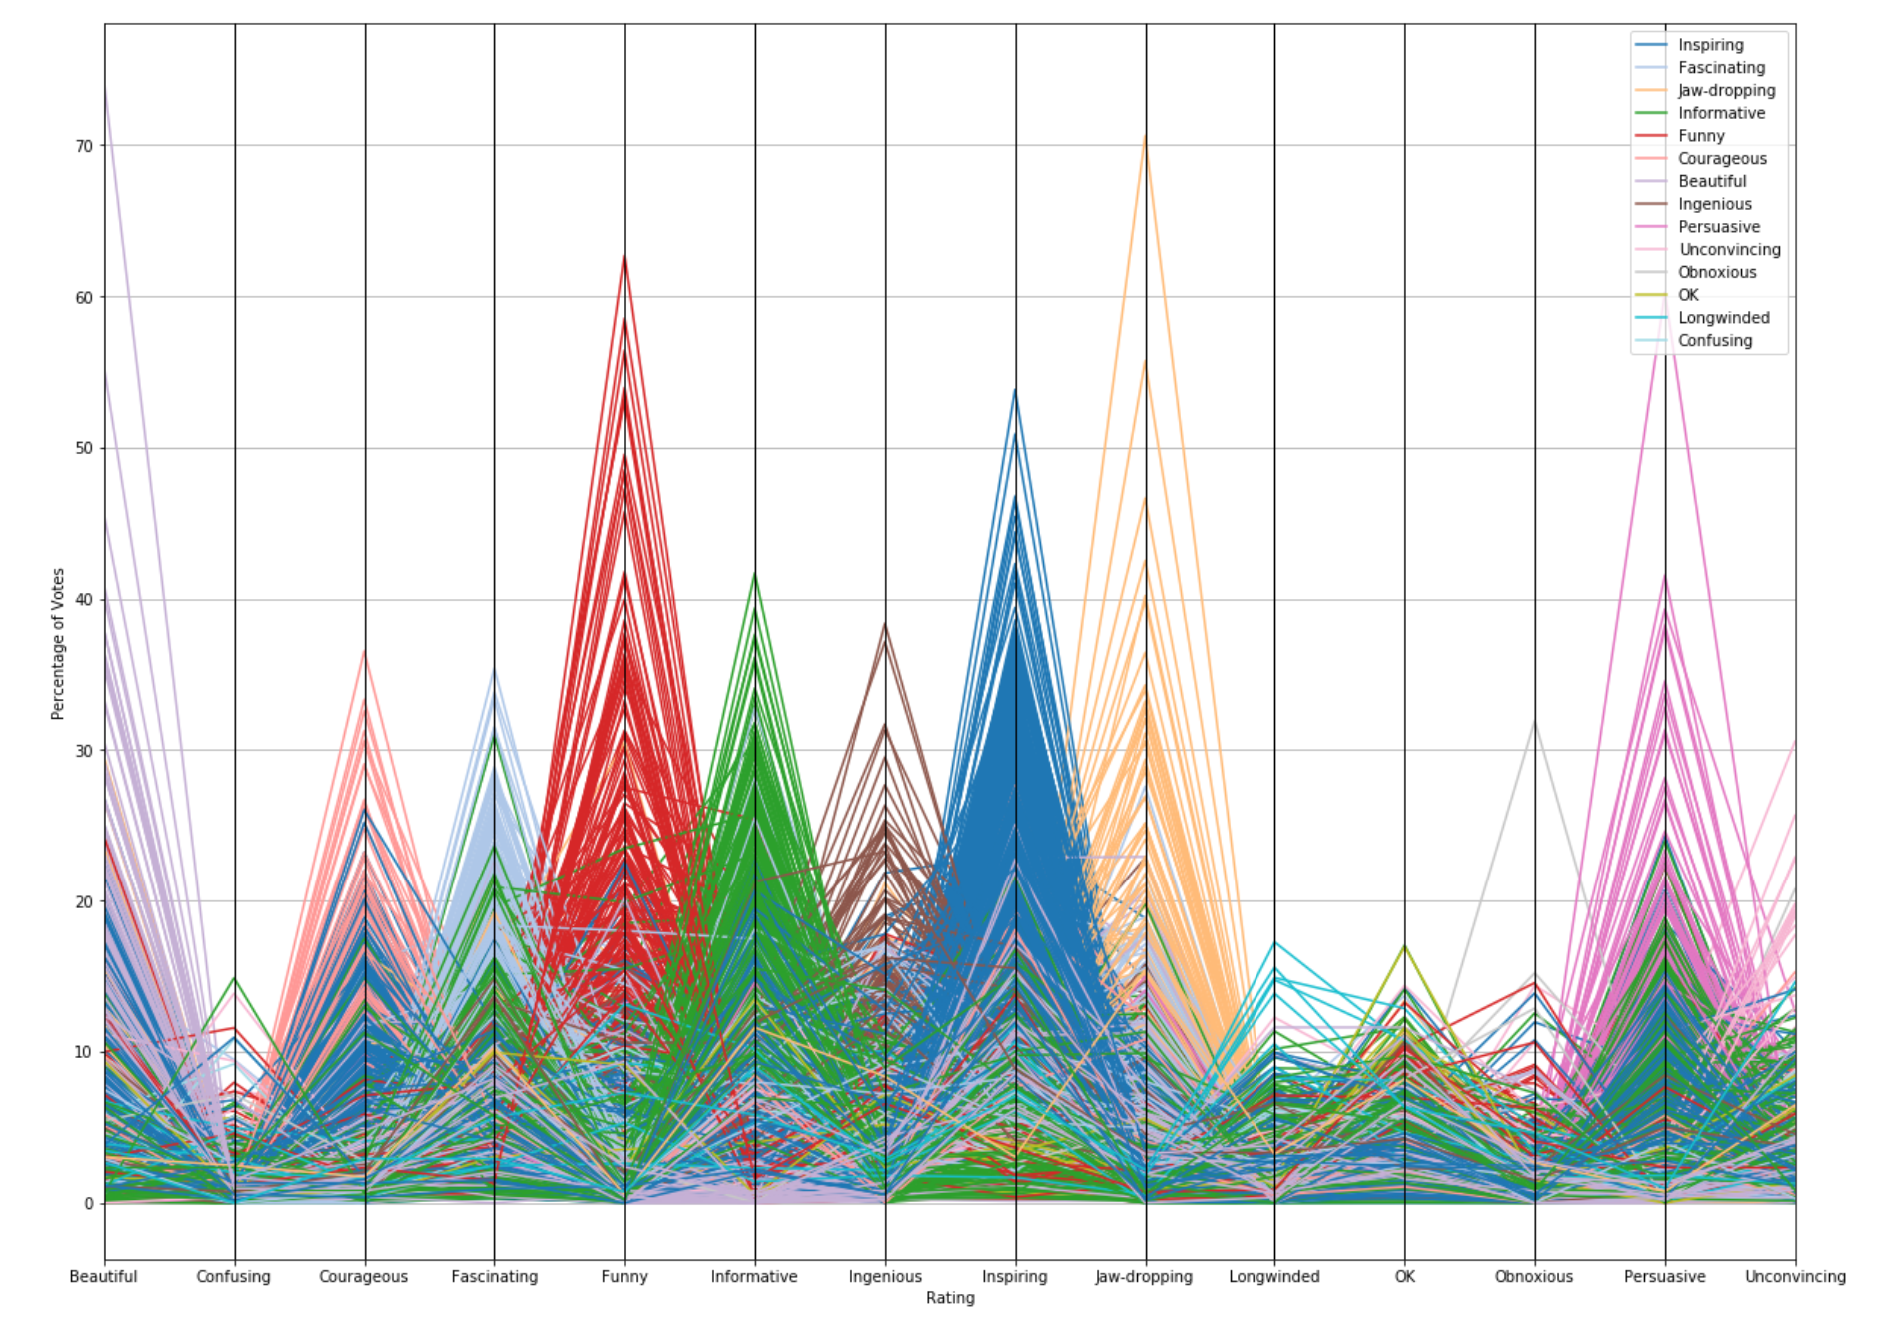 Inspiring
Fascinating
Jaw-dropping
Informative
Funny
Courageous
Beautiful
Ingenious
Persuasive
Unconvincing
Obnoxious
OK
Longwinded
Confusing
70
60
50
40
30
20
10
0
Percentage of Votes
Beautiful Confusing Courageous Fascinating Funny Informative Ingenious Inspiring Jaw-dropping Longwinded OK Obnoxious Persuasive Unconvincing
Rating